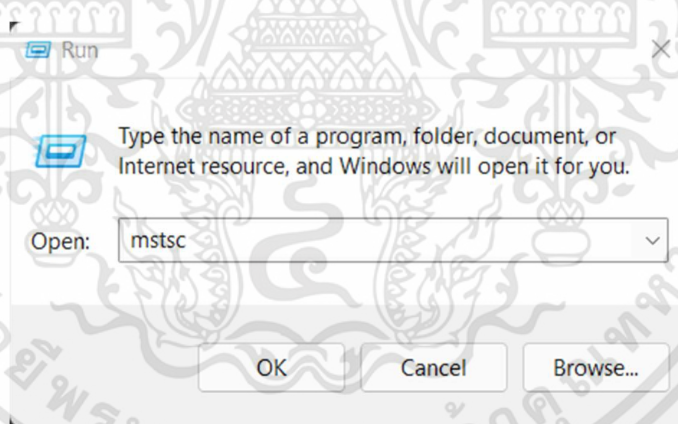 Run
Type the name of a program, folder, document, or
Internet resource, and Windows will open it for you.
Open: mstsc
OK Cancel Browse...